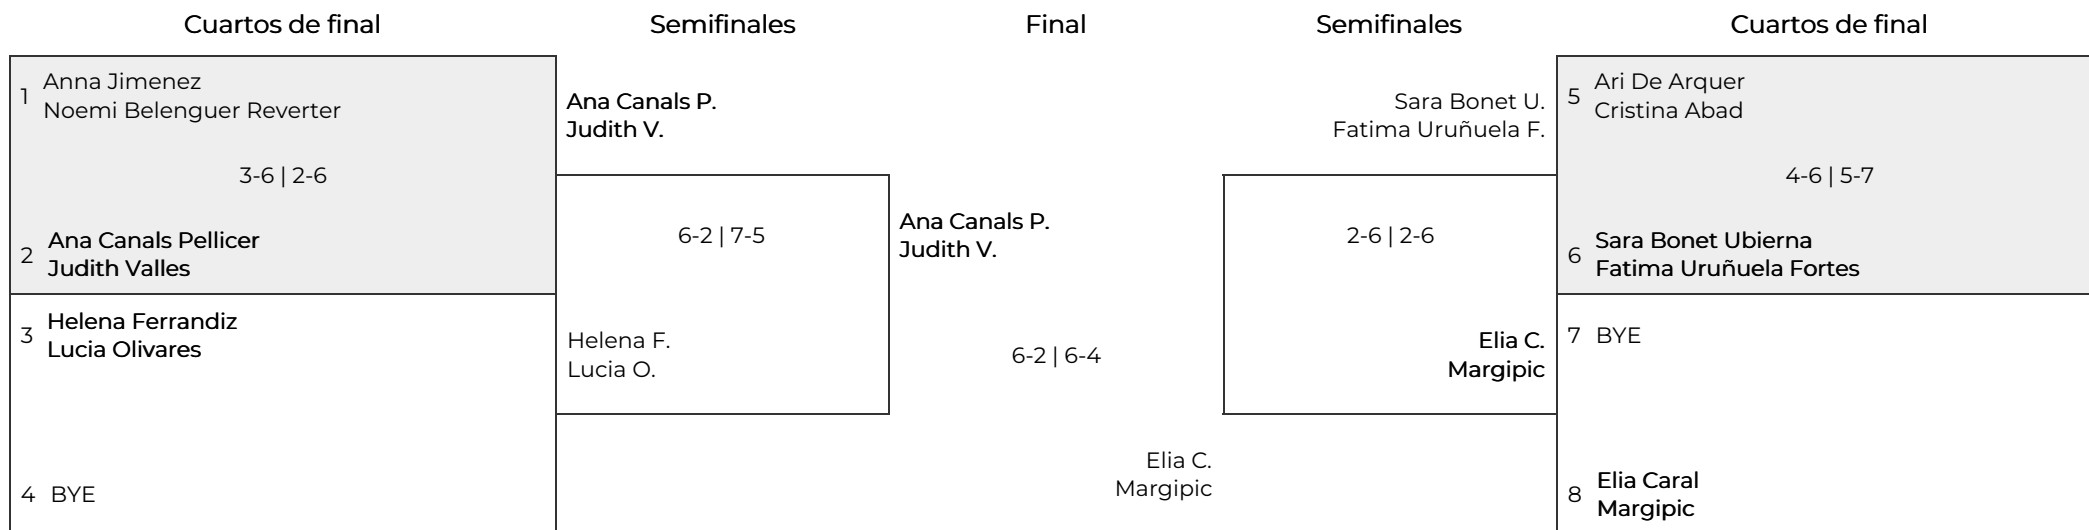 Cuartos de final
Semifinales
Final
Semifinales
Cuartos de final
1
Anna Jimenez
Noemi Belenguer Reverter
3-6 | 2-6
2
Ana Canals Pellicer
Judith Valles
3
Helena Ferrandiz
Lucia Olivares
4 BYE
Ana Canals P.
Judith V.
6-2 | 7-5
Helena F.
Lucia O.
Ana Canals P.
Judith V.
6-2 | 6-4
Elia C.
Margipic
Sara Bonet U.
Fatima Uruñuela F.
2-6 | 2-6
Elia C.
Margipic
5
Ari De Arquer
Cristina Abad
4-6 | 5-7
6
Sara Bonet Ubierna
Fatima Uruñuela Fortes
7 BYE
8
Elia Caral
Margipic